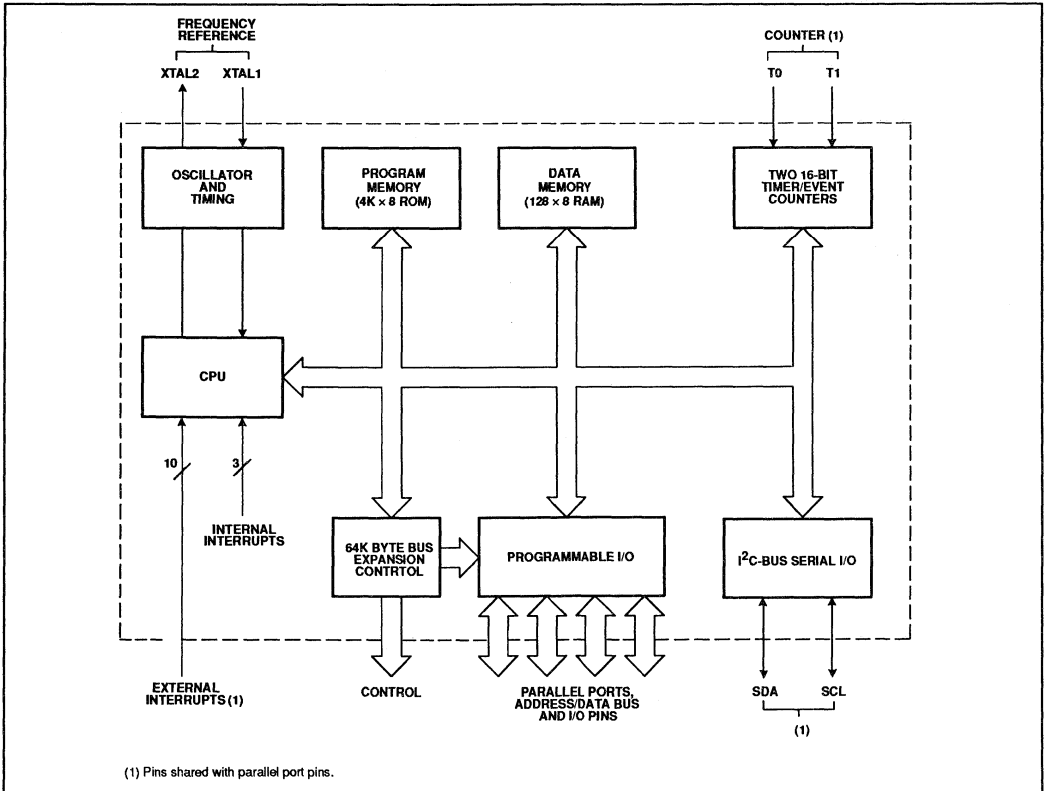 FREQUENCY
REFERENCE
XTAL2 XTAL1
COUNTER (1)
T0 T1
OSCILLATOR
AND
TIMING
PROGRAM
MEMORY
(4K × 8 ROM)
DATA
MEMORY
(128 × 8 RAM)
TWO 16-BIT
TIMER/EVENT
COUNTERS
CPU
10 3
INTERNAL
INTERRUPTS
64K BYTE BUS
EXPANSION
CONTRTOL
PROGRAMMABLE I/O
I²C-BUS SERIAL I/O
EXTERNAL
INTERRUPTS (1)
CONTROL
PARALLEL PORTS,
ADDRESS/DATA BUS
AND I/O PINS
SDA SCL
(1)
(1) Pins shared with parallel port pins.